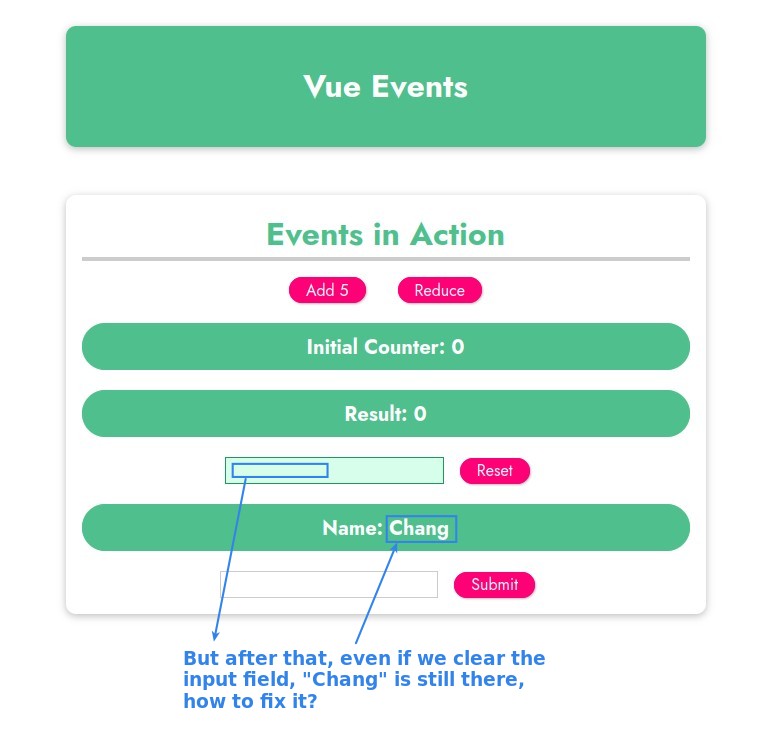 Vue Events
Events in Action
Add 5 Reduce
Initial Counter: 0
Result: 0
Reset
Name: Chang
Submit
But after that, even if we clear the
input field, "Chang" is still there,
how to fix it?